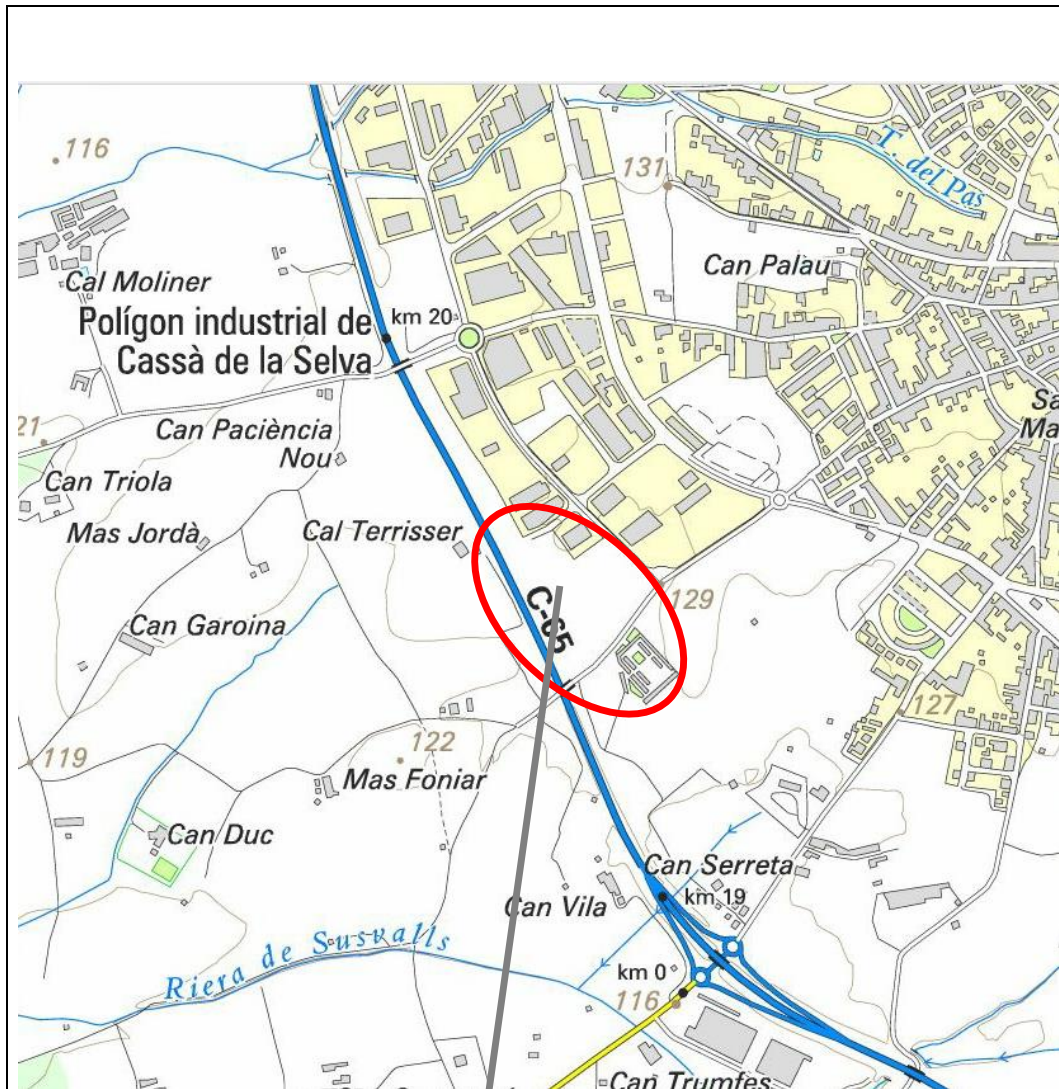 116
131
T. del Pas
Can Palau
Cal Moliner
Polígon industrial de
Cassà de la Selva
km 20
Can Paciència
Nou
21
Can Triola
Mas Jordà
Cal Terrisser
C-65
129
Can Garoina
127
119
122
Mas Foniar
Can Duc
Can Serreta
km 19
Can Vila
Riera de Susvalls
km 0
116
Can Trumfes